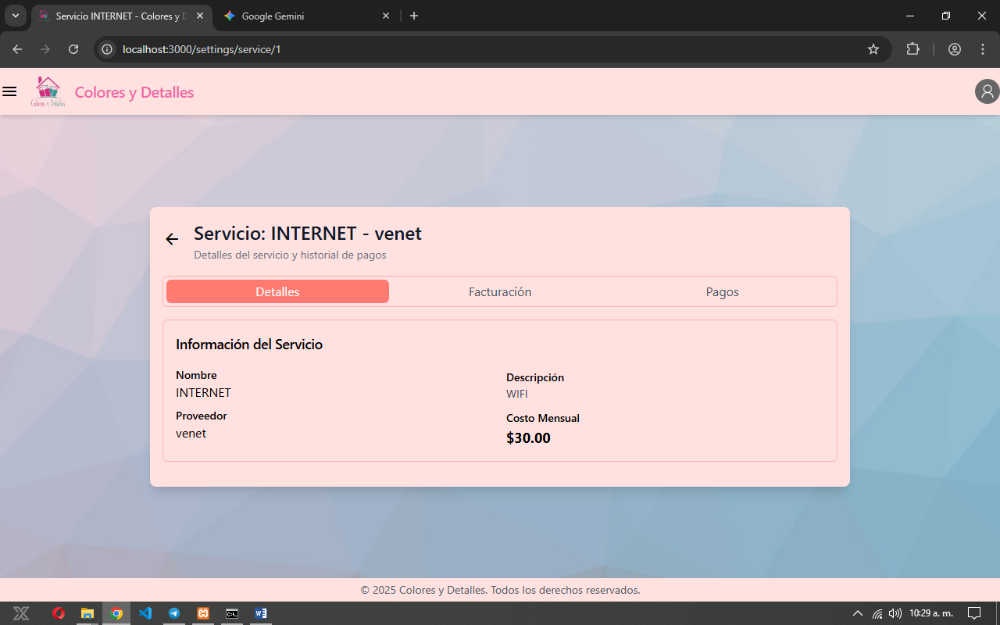 Servicio INTERNET - Colores y D
Google Gemini
localhost:3000/settings/service/1
Colores y Detalles
Colores y Detalles
Servicio: INTERNET - venet
Detalles del servicio y historial de pagos
Detalles
Facturación
Pagos
Información del Servicio
Nombre
INTERNET
Descripción
WIFI
Proveedor
venet
Costo Mensual
$30.00
© 2025 Colores y Detalles. Todos los derechos reservados.
10:29 a. m.